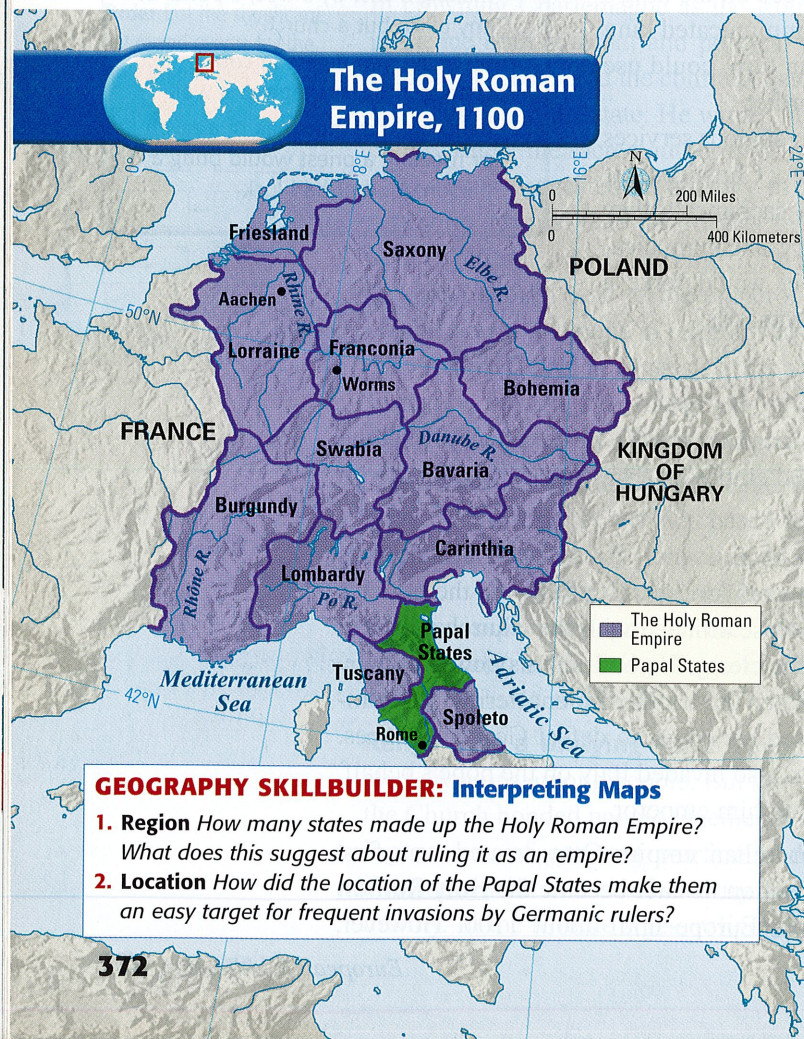 The Holy Roman
Empire, 1100
0°
8°E
16°E
24°E
N
0 200 Miles
0 400 Kilometers
Friesland
Saxony
Elbe R.
POLAND
Aachen
Rhine R.
50°N
Lorraine
Franconia
Worms
Bohemia
FRANCE
Swabia
Danube R.
Bavaria
KINGDOM
OF
HUNGARY
Burgundy
Carinthia
Rhône R.
Lombardy
Po R.
Papal
States
The Holy Roman
Empire
Papal States
Mediterranean
Sea
Tuscany
Adriatic Sea
42°N
Spoleto
Rome
GEOGRAPHY SKILLBUILDER: Interpreting Maps
1. Region How many states made up the Holy Roman Empire?
What does this suggest about ruling it as an empire?
2. Location How did the location of the Papal States make them
an easy target for frequent invasions by Germanic rulers?
372